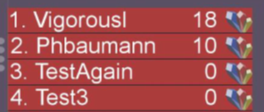 1. Vigorousl 18
2. Phbaumann 10
3. TestAgain 0
4. Test3 0